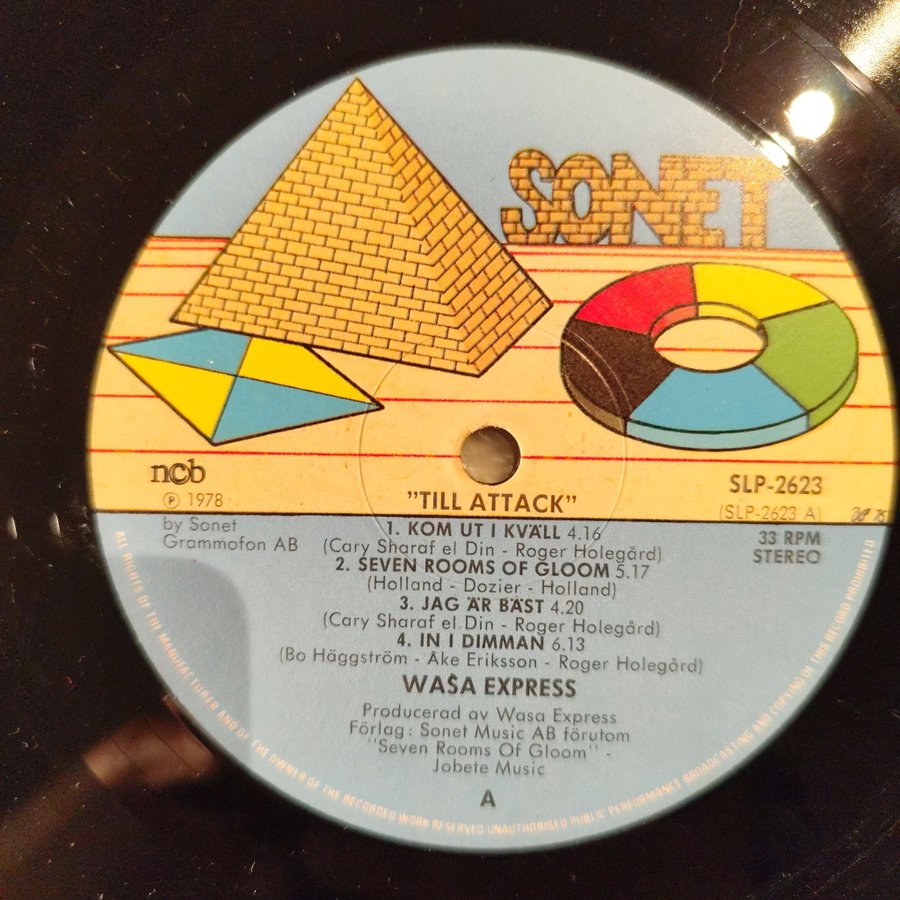 SONET
ncb
℗ 1978
by Sonet
Grammofon AB
"TILL ATTACK"
SLP-2623
(SLP-2623 A)
33 RPM
STEREO
1. KOM UT I KVÄLL 4.16
(Cary Sharaf el Din - Roger Holegård)
2. SEVEN ROOMS OF GLOOM 5.17
(Holland - Dozier - Holland)
3. JAG ÄR BÄST 4.20
(Cary Sharaf el Din - Roger Holegård)
4. IN I DIMMAN 6.13
(Bo Häggström - Åke Eriksson - Roger Holegård)
WASA EXPRESS
Producerad av Wasa Express
Förlag: Sonet Music AB förutom
"Seven Rooms Of Gloom" -
Jobete Music
A
ALL RIGHTS OF THE MANUFACTURER AND OF THE OWNER OF THE RECORDED WORK RESERVED UNAUTHORISED PUBLIC PERFORMANCE BROADCASTING AND COPYING OF THIS RECORD PROHIBITED